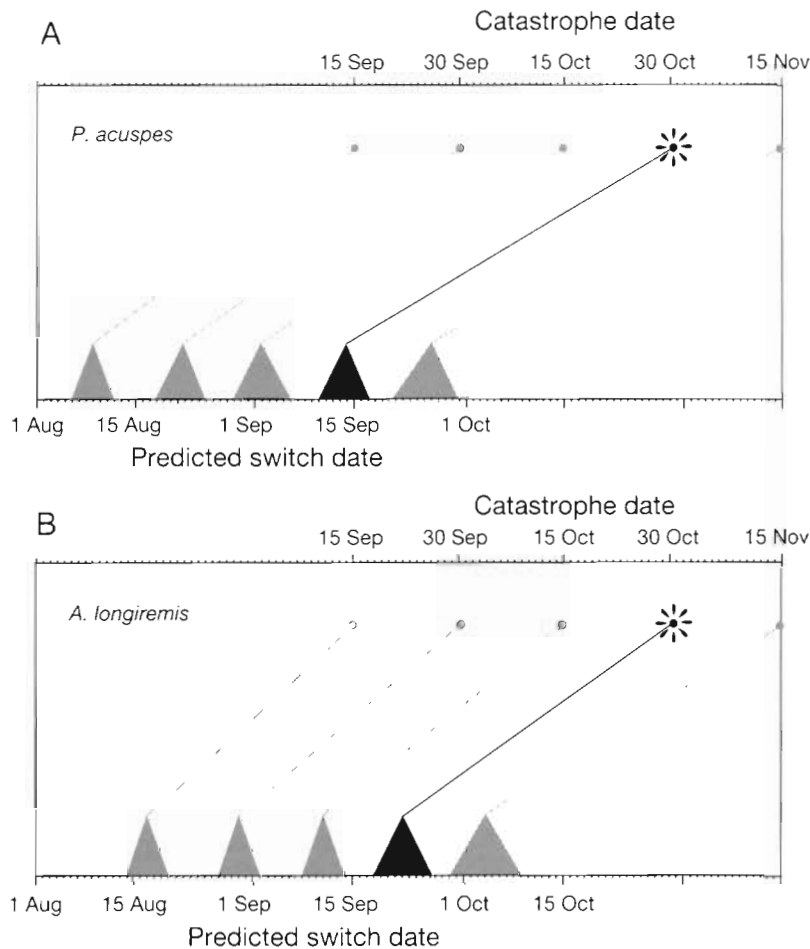 A
Catastrophe date
15 Sep 30 Sep 15 Oct 30 Oct 15 Nov
P. acuspes
1 Aug 15 Aug 1 Sep 15 Sep 1 Oct
Predicted switch date
B
Catastrophe date
15 Sep 30 Sep 15 Oct 30 Oct 15 Nov
A. longiremis
1 Aug 15 Aug 1 Sep 15 Sep 1 Oct 15 Oct
Predicted switch date